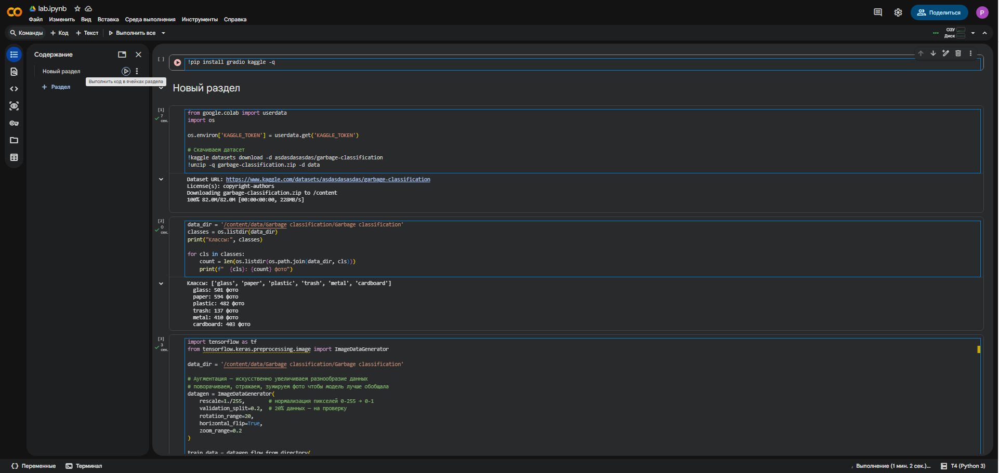 lab.ipynb
Файл Изменить Вид Вставка Среда выполнения Инструменты Справка
Поделиться
P
Команды + Код + Текст Выполнить все
ОЗУ
Диск
Содержание
Новый раздел
Выполнить код в ячейках раздела
+ Раздел
[ ]
!pip install gradio kaggle -q
Новый раздел
[1]
7
сек.
from google.colab import userdata
import os
os.environ['KAGGLE_TOKEN'] = userdata.get('KAGGLE_TOKEN')
# Скачиваем датасет
!kaggle datasets download -d asdasdasasdas/garbage-classification
!unzip -q garbage-classification.zip -d data
Dataset URL: https://www.kaggle.com/datasets/asdasdasasdas/garbage-classification
License(s): copyright-authors
Downloading garbage-classification.zip to /content
100% 82.0M/82.0M [00:00<00:00, 228MB/s]
[2]
0
сек.
data_dir = '/content/data/Garbage classification/Garbage classification'
classes = os.listdir(data_dir)
print("Классы:", classes)
for cls in classes:
    count = len(os.listdir(os.path.join(data_dir, cls)))
    print(f"  {cls}: {count} фото")
Классы: ['glass', 'paper', 'plastic', 'trash', 'metal', 'cardboard']
  glass: 501 фото
  paper: 594 фото
  plastic: 482 фото
  trash: 137 фото
  metal: 410 фото
  cardboard: 403 фото
[3]
3
сек.
import tensorflow as tf
from tensorflow.keras.preprocessing.image import ImageDataGenerator
data_dir = '/content/data/Garbage classification/Garbage classification'
# Аугментация — искусственно увеличиваем разнообразие данных
# поворачиваем, отражаем, зумируем фото чтобы модель лучше обобщала
datagen = ImageDataGenerator(
    rescale=1./255,        # нормализация пикселей 0-255 → 0-1
    validation_split=0.2,  # 20% данных — на проверку
    rotation_range=20,
    horizontal_flip=True,
    zoom_range=0.2
)
train_data = datagen.flow_from_directory(
Переменные Терминал
Выполнение (1 мин. 2 сек.)... T4 (Python 3)